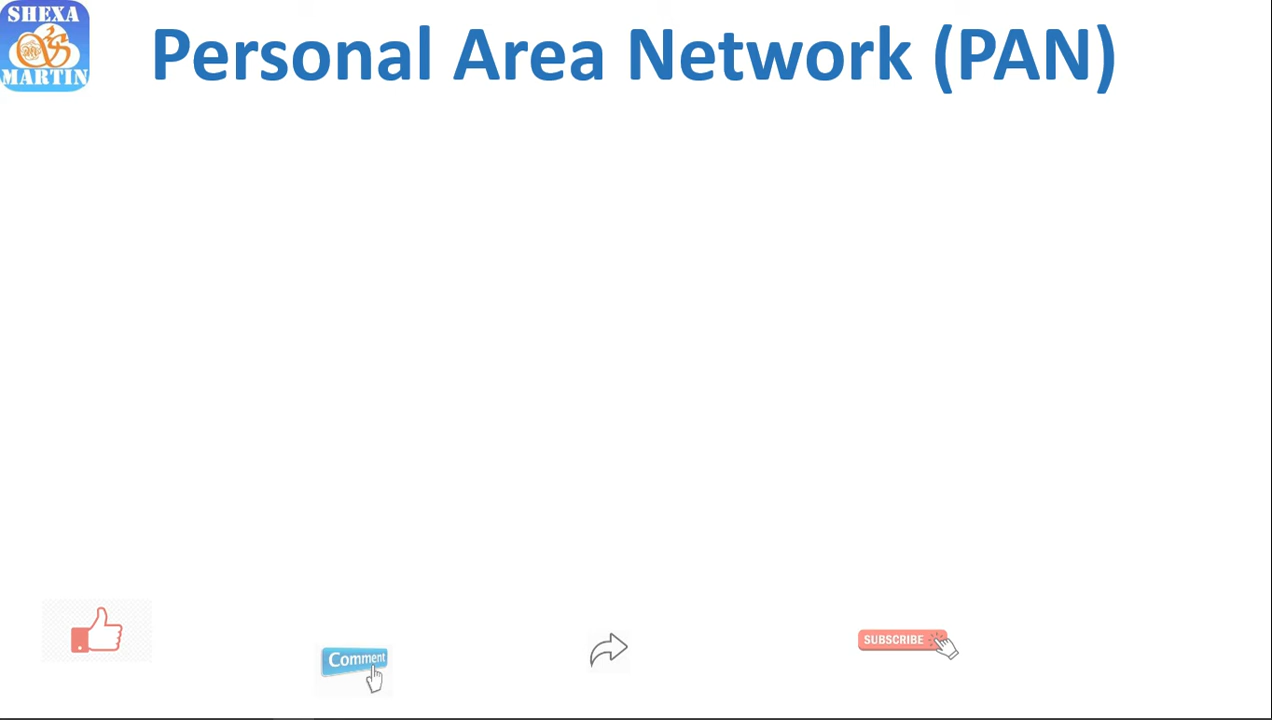 SHEXA
MARTIN
Personal Area Network (PAN)
Comment
SUBSCRIBE